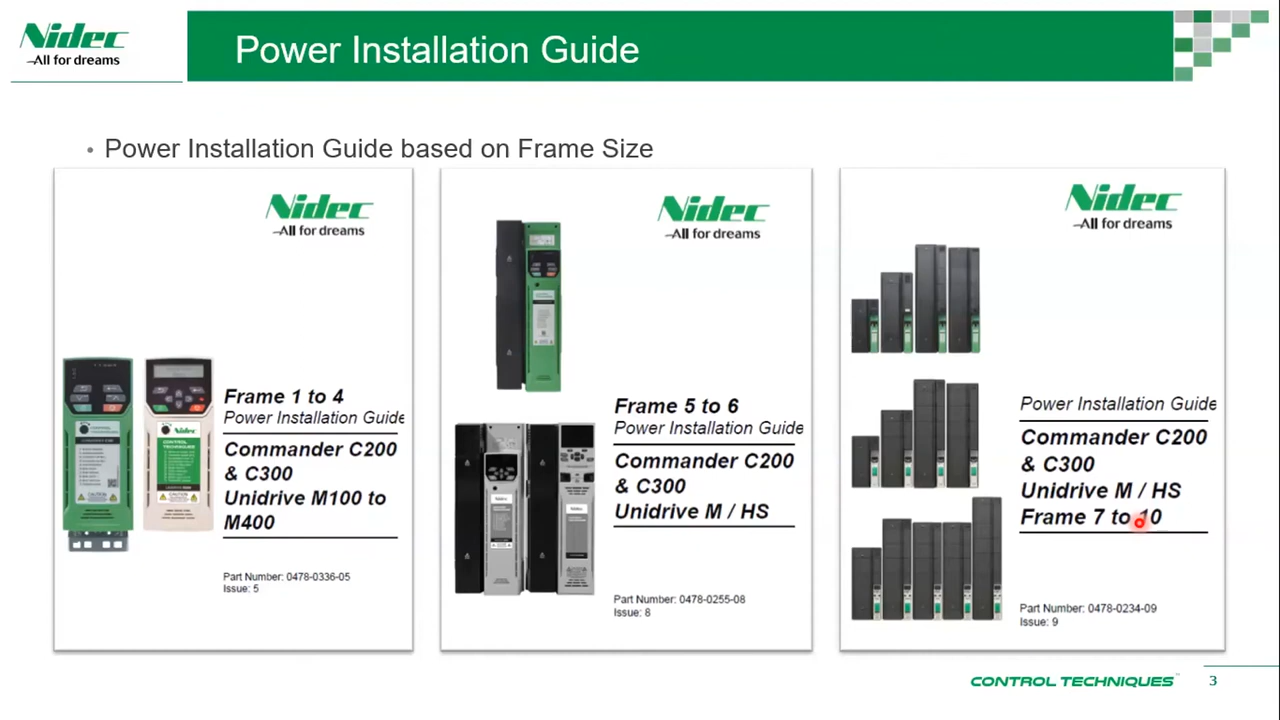 Nidec
All for dreams
Power Installation Guide
• Power Installation Guide based on Frame Size
Nidec
All for dreams
Frame 1 to 4
Power Installation Guide
Commander C200
& C300
Unidrive M100 to
M400
Part Number: 0478-0336-05
Issue: 5
Nidec
All for dreams
Frame 5 to 6
Power Installation Guide
Commander C200
& C300
Unidrive M / HS
Part Number: 0478-0255-08
Issue: 8
Nidec
All for dreams
Power Installation Guide
Commander C200
& C300
Unidrive M / HS
Frame 7 to 10
Part Number: 0478-0234-09
Issue: 9
CONTROL TECHNIQUES
3